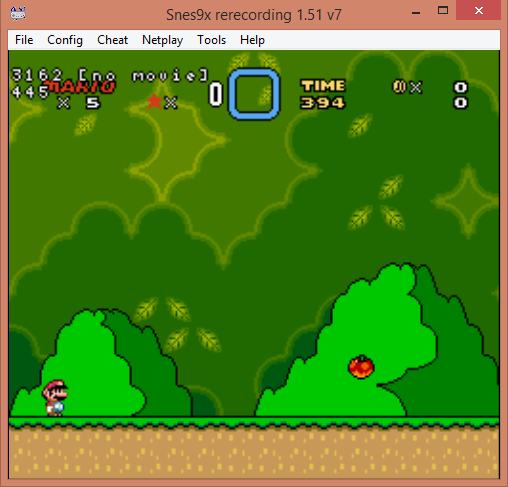 Snes9x rerecording 1.51 v7
File Config Cheat Netplay Tools Help
3162 [no movie]
445 MARIO TIME × 0
× 5 ★× 0 394 0